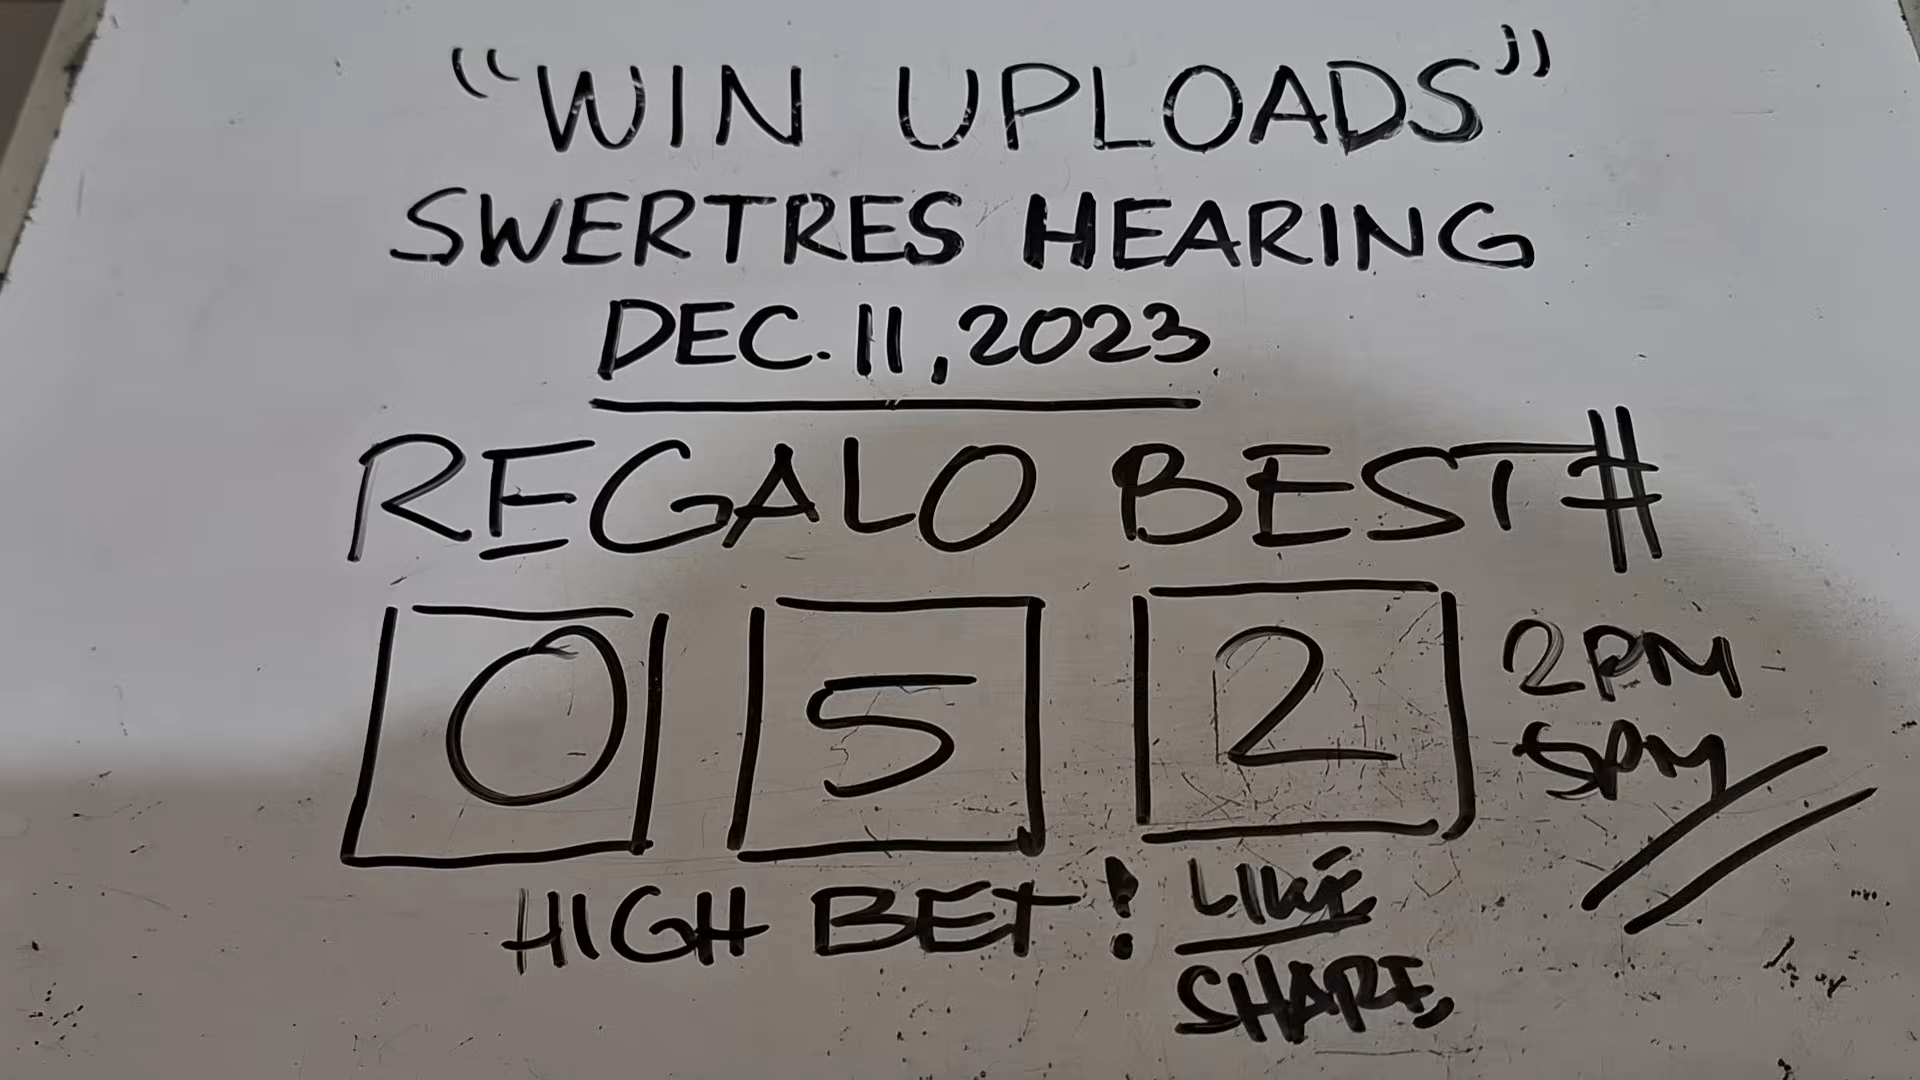 "WIN UPLOADS"
SWERTRES HEARING
DEC. 11, 2023
REGALO BEST#
0 5 2
2PM
5PM
HIGH BET!
LIKE
SHARE